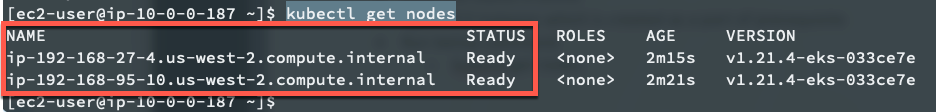 [ec2-user@ip-10-0-0-187 ~]$ kubectl get nodes
NAME STATUS ROLES AGE VERSION
ip-192-168-27-4.us-west-2.compute.internal Ready <none> 2m15s v1.21.4-eks-033ce7e
ip-192-168-95-10.us-west-2.compute.internal Ready <none> 2m21s v1.21.4-eks-033ce7e
[ec2-user@ip-10-0-0-187 ~]$